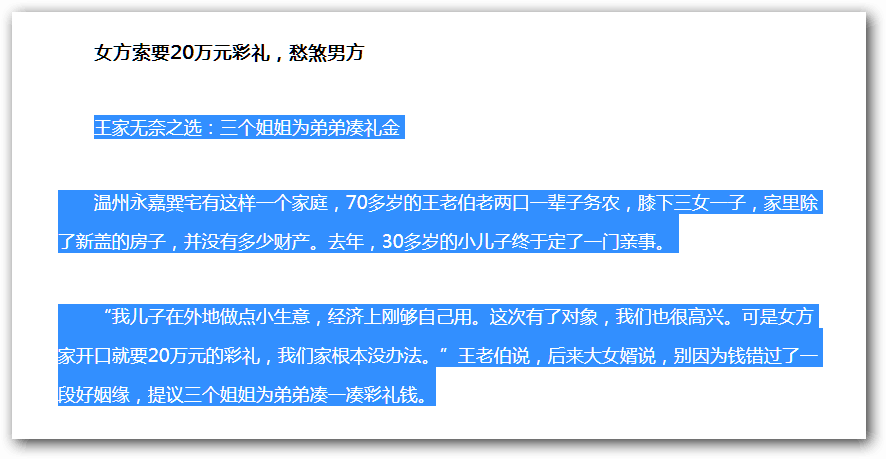 女方索要20万元彩礼，愁煞男方
王家无奈之选：三个姐姐为弟弟凑礼金
温州永嘉巽宅有这样一个家庭，70多岁的王老伯老两口一辈子务农，膝下三女一子，家里除
了新盖的房子，并没有多少财产。去年，30多岁的小儿子终于定了一门亲事。
“我儿子在外地做点小生意，经济上刚够自己用。这次有了对象，我们也很高兴。可是女方
家开口就要20万元的彩礼，我们家根本没办法。”王老伯说，后来大女婿说，别因为钱错过了一
段好姻缘，提议三个姐姐为弟弟凑一凑彩礼钱。